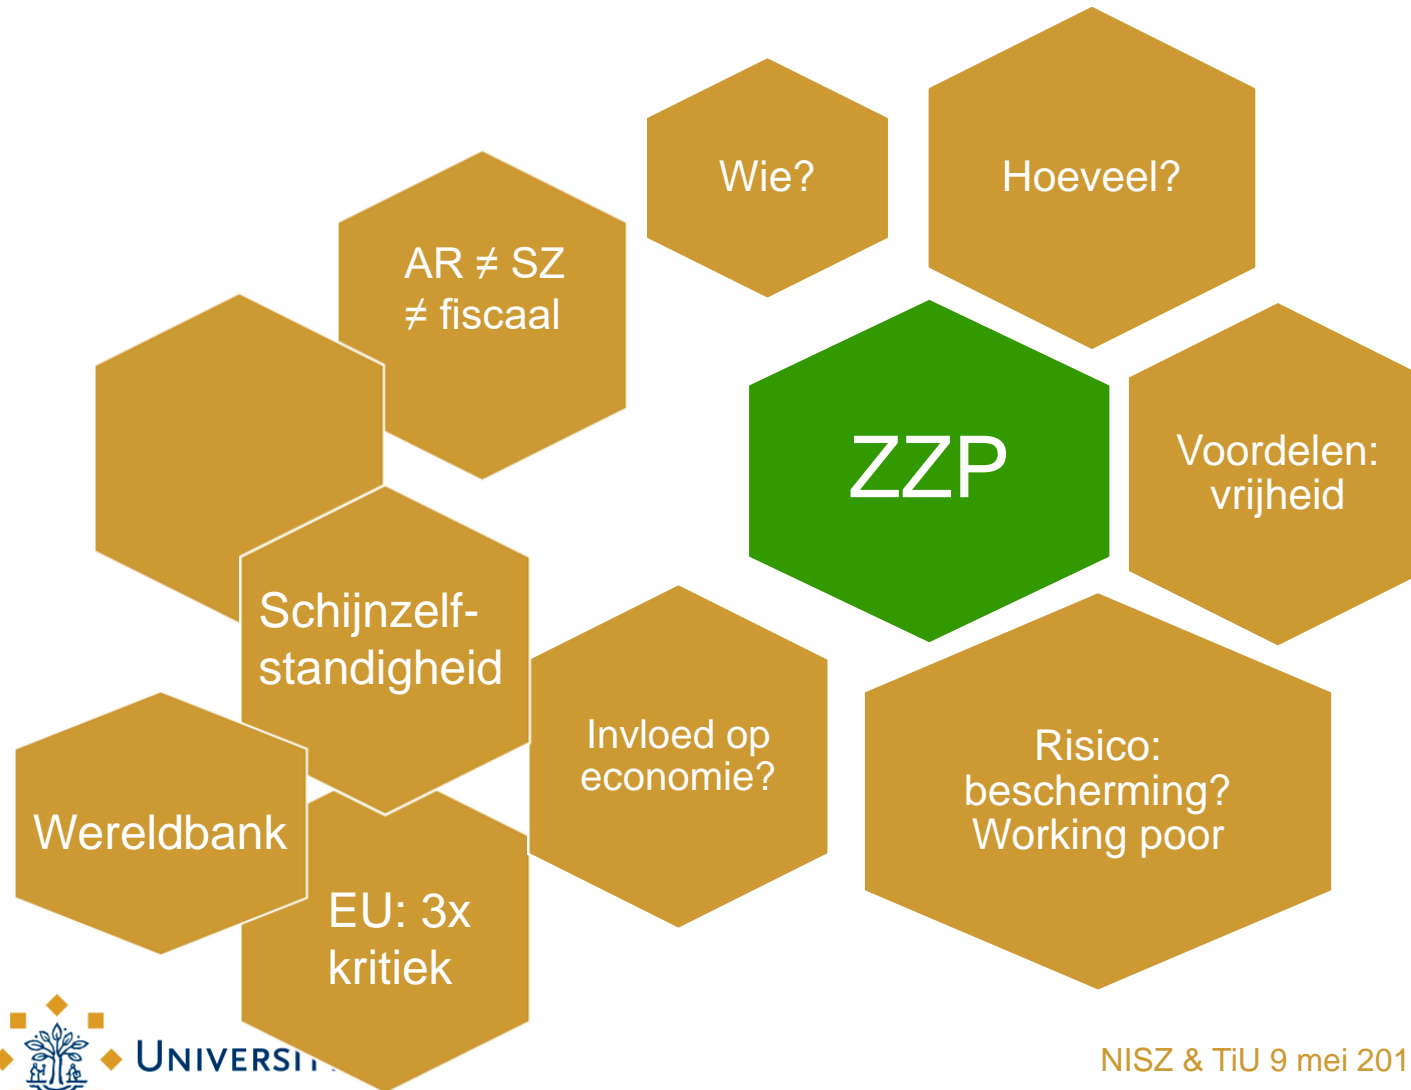 Wie?
Hoeveel?
AR ≠ SZ
≠ fiscaal
ZZP
Voordelen:
vrijheid
Schijnzelf-
standigheid
Invloed op
economie?
Risico:
bescherming?
Working poor
Wereldbank
EU: 3x
kritiek
UNIVERSI
NISZ & TiU 9 mei 201